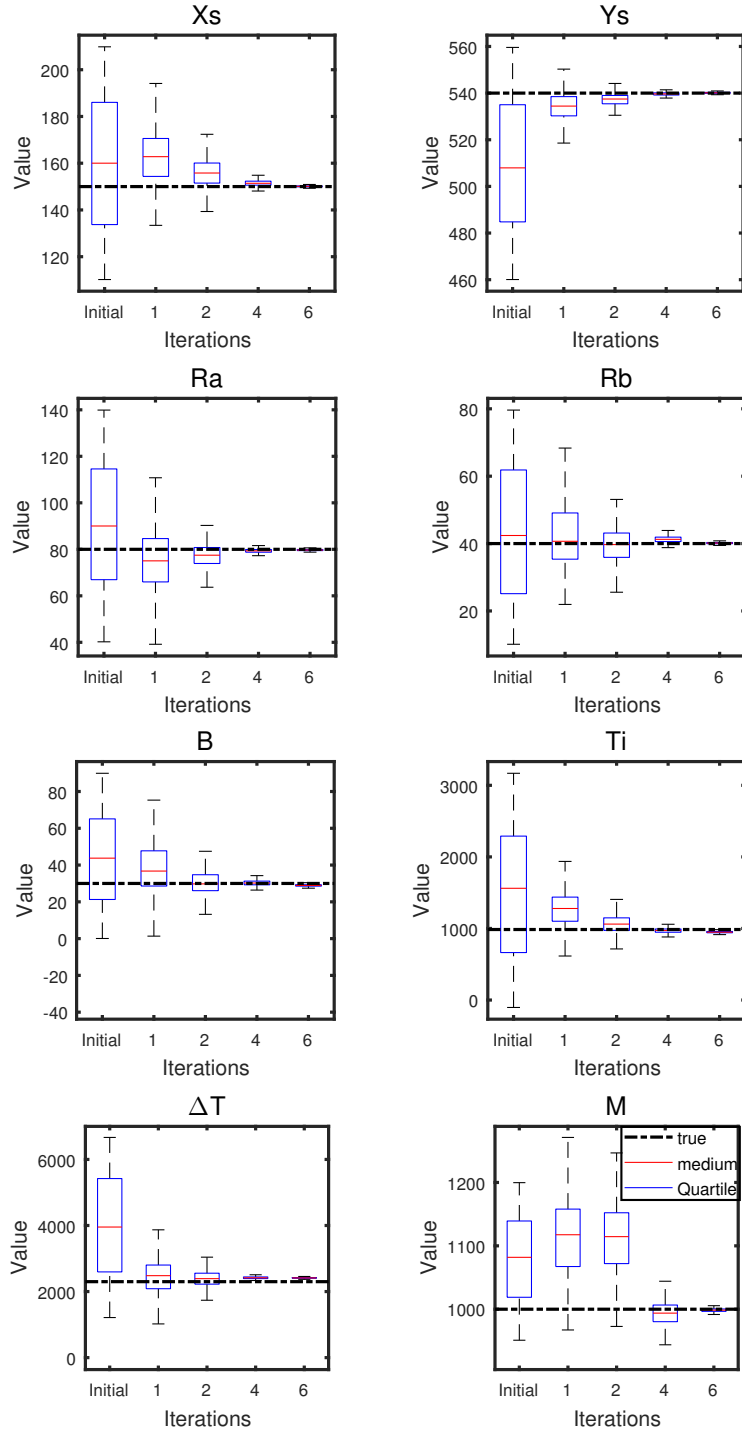 Xs
Value
200
180
160
140
120
Initial 1 2 4 6
Iterations
Ys
Value
560
540
520
500
480
460
Initial 1 2 4 6
Iterations
Ra
Value
140
120
100
80
60
40
Initial 1 2 4 6
Iterations
Rb
Value
80
60
40
20
Initial 1 2 4 6
Iterations
B
Value
80
60
40
20
0
-20
-40
Initial 1 2 4 6
Iterations
Ti
Value
3000
2000
1000
0
Initial 1 2 4 6
Iterations
ΔT
Value
6000
4000
2000
0
Initial 1 2 4 6
Iterations
M
Value
1200
1100
1000
true
medium
Quartile
Initial 1 2 4 6
Iterations